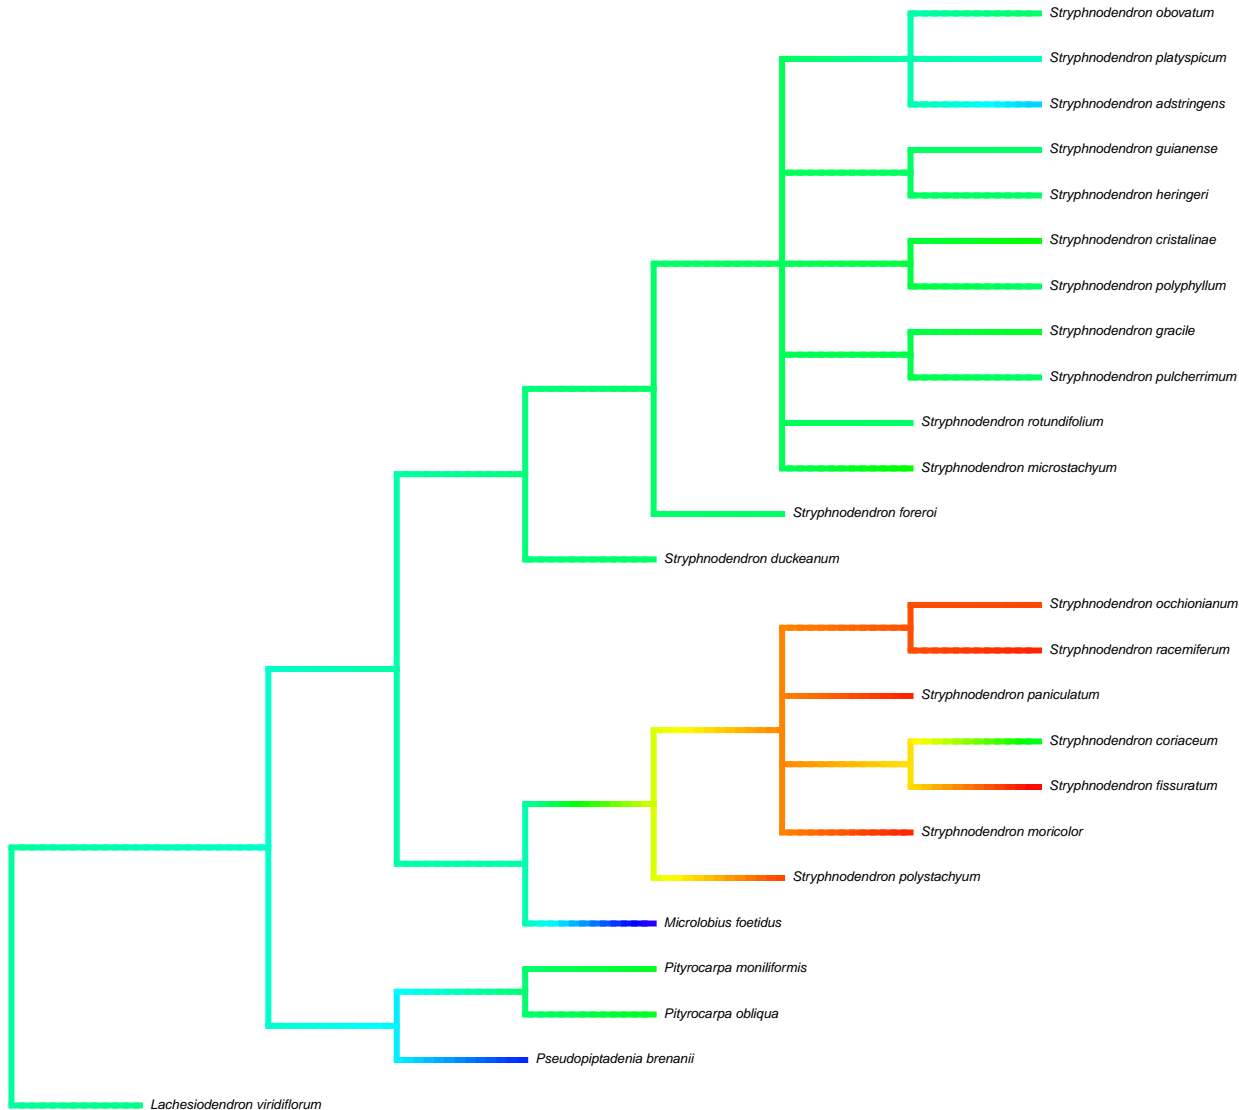 Stryphnodendron obovatum
Stryphnodendron platyspicum
Stryphnodendron adstringens
Stryphnodendron guianense
Stryphnodendron heringeri
Stryphnodendron cristalinae
Stryphnodendron polyphyllum
Stryphnodendron gracile
Stryphnodendron pulcherrimum
Stryphnodendron rotundifolium
Stryphnodendron microstachyum
Stryphnodendron foreroi
Stryphnodendron duckeanum
Stryphnodendron occhionianum
Stryphnodendron racemiferum
Stryphnodendron paniculatum
Stryphnodendron coriaceum
Stryphnodendron fissuratum
Stryphnodendron moricolor
Stryphnodendron polystachyum
Microlobius foetidus
Pityrocarpa moniliformis
Pityrocarpa obliqua
Pseudopiptadenia brenanii
Lachesiodendron viridiflorum